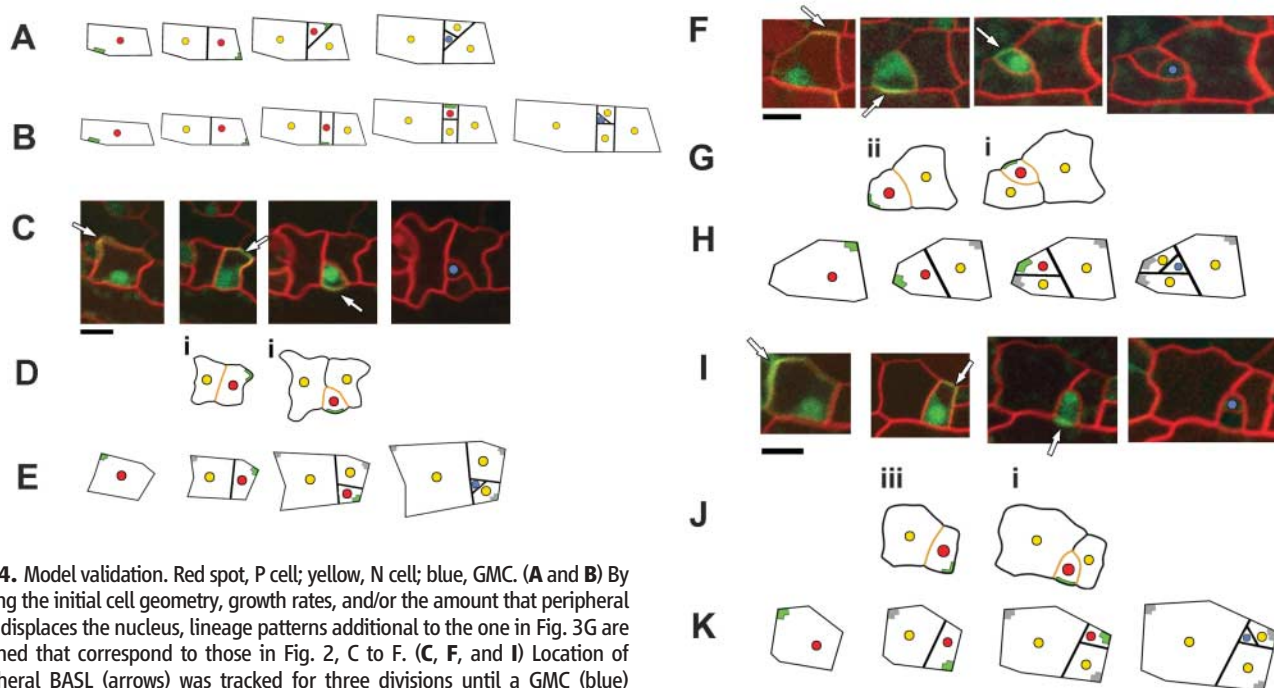 A
B
C
i
i
D
E
4. Model validation. Red spot, P cell; yellow, N cell; blue, GMC. (A and B) By
the initial cell geometry, growth rates, and/or the amount that peripheral
displaces the nucleus, lineage patterns additional to the one in Fig. 3G are
that correspond to those in Fig. 2, C to F. (C, F, and I) Location of
BASL (arrows) was tracked for three divisions until a GMC (blue)
F
ii
i
G
H
I
iii
i
J
K